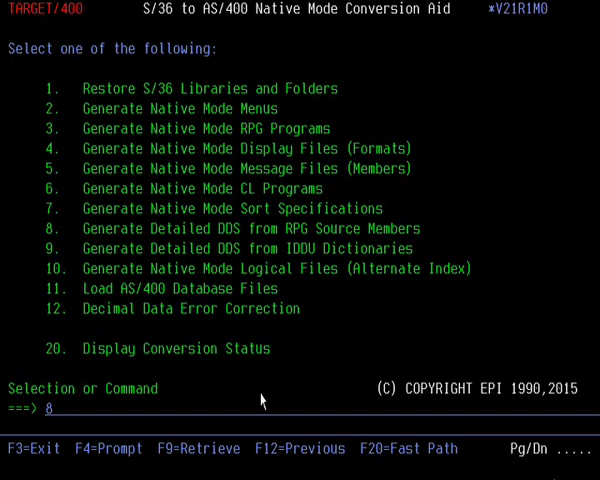 TARGET/400 S/36 to AS/400 Native Mode Conversion Aid *V21R1M0
Select one of the following:
1. Restore S/36 Libraries and Folders
2. Generate Native Mode Menus
3. Generate Native Mode RPG Programs
4. Generate Native Mode Display Files (Formats)
5. Generate Native Mode Message Files (Members)
6. Generate Native Mode CL Programs
7. Generate Native Mode Sort Specifications
8. Generate Detailed DDS from RPG Source Members
9. Generate Detailed DDS from IDDU Dictionaries
10. Generate Native Mode Logical Files (Alternate Index)
11. Load AS/400 Database Files
12. Decimal Data Error Correction
20. Display Conversion Status
Selection or Command (C) COPYRIGHT EPI 1990,2015
===> 8
F3=Exit F4=Prompt F9=Retrieve F12=Previous F20=Fast Path Pg/Dn .....